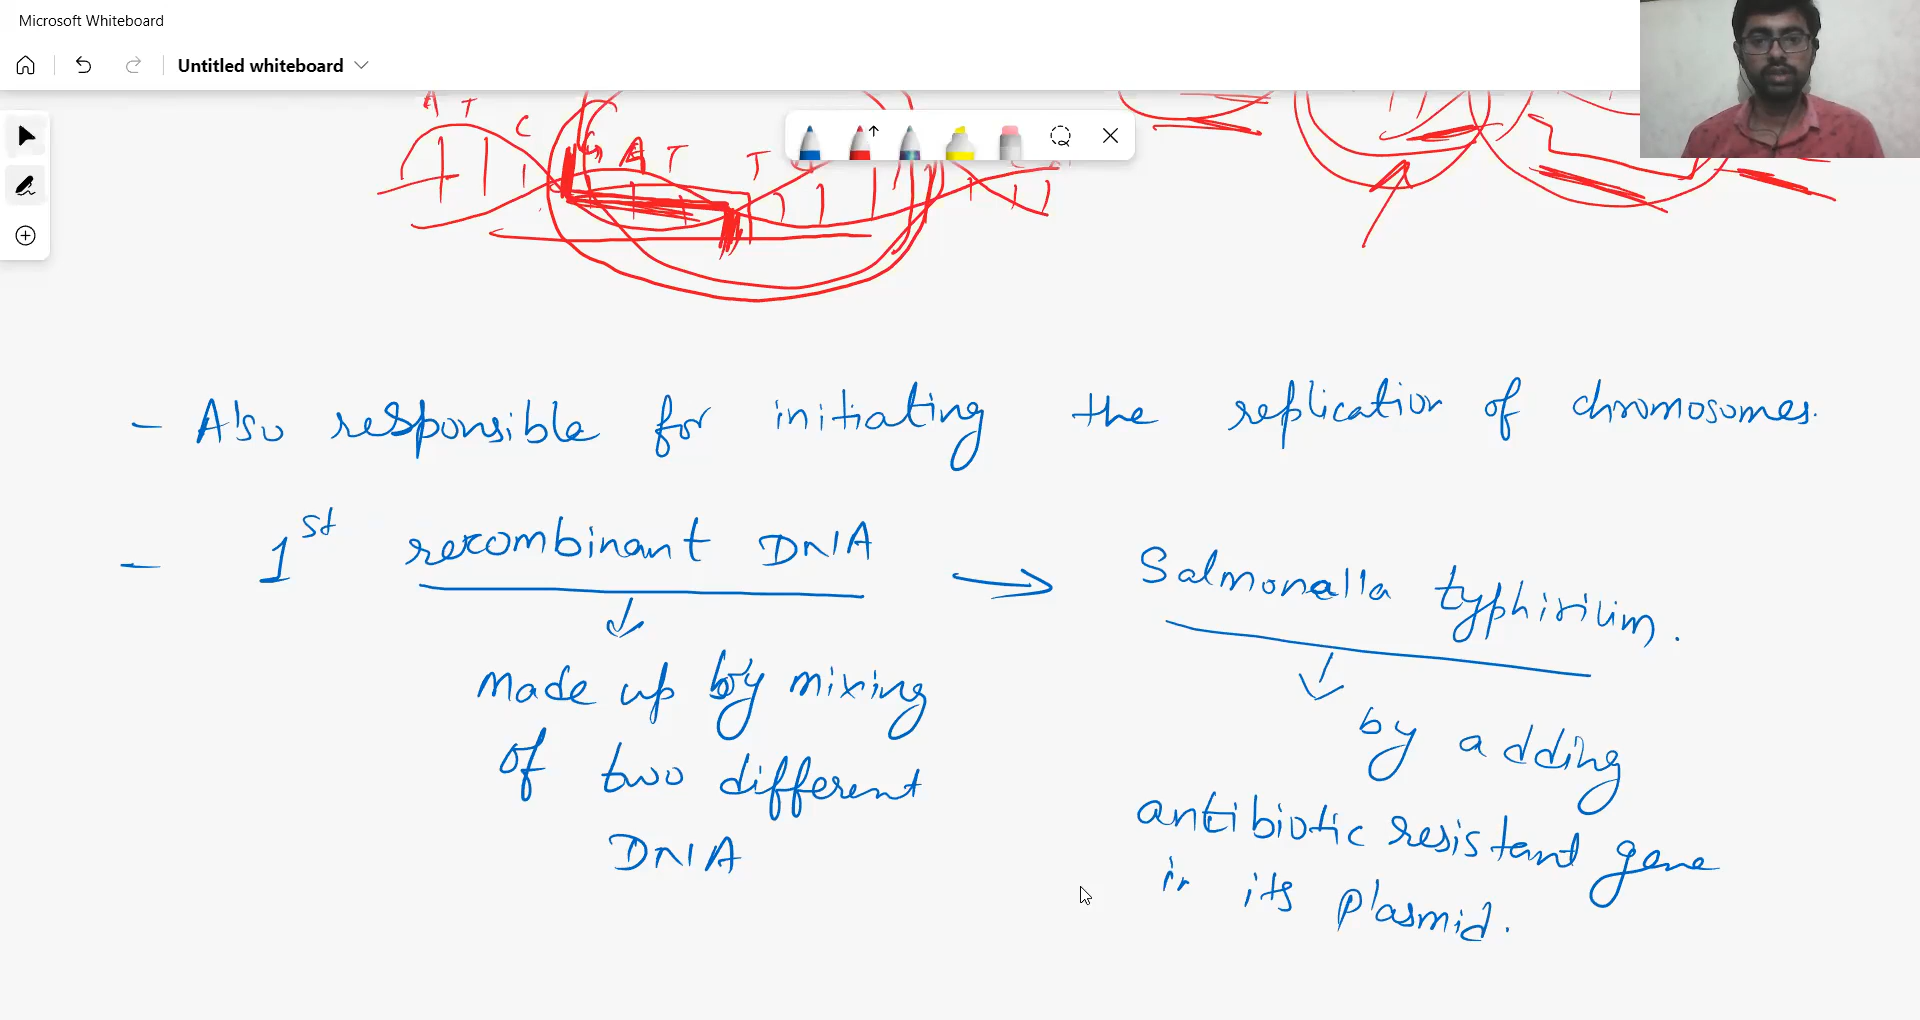 Microsoft Whiteboard
Untitled whiteboard
A T C G A T T
- Also responsible for initiating the replication of chromosomes.
- 1st recombinant DNA → Salmonella typhirium.
made up by mixing
of two different
DNA
by adding
antibiotic resistant gene
in its plasmid.